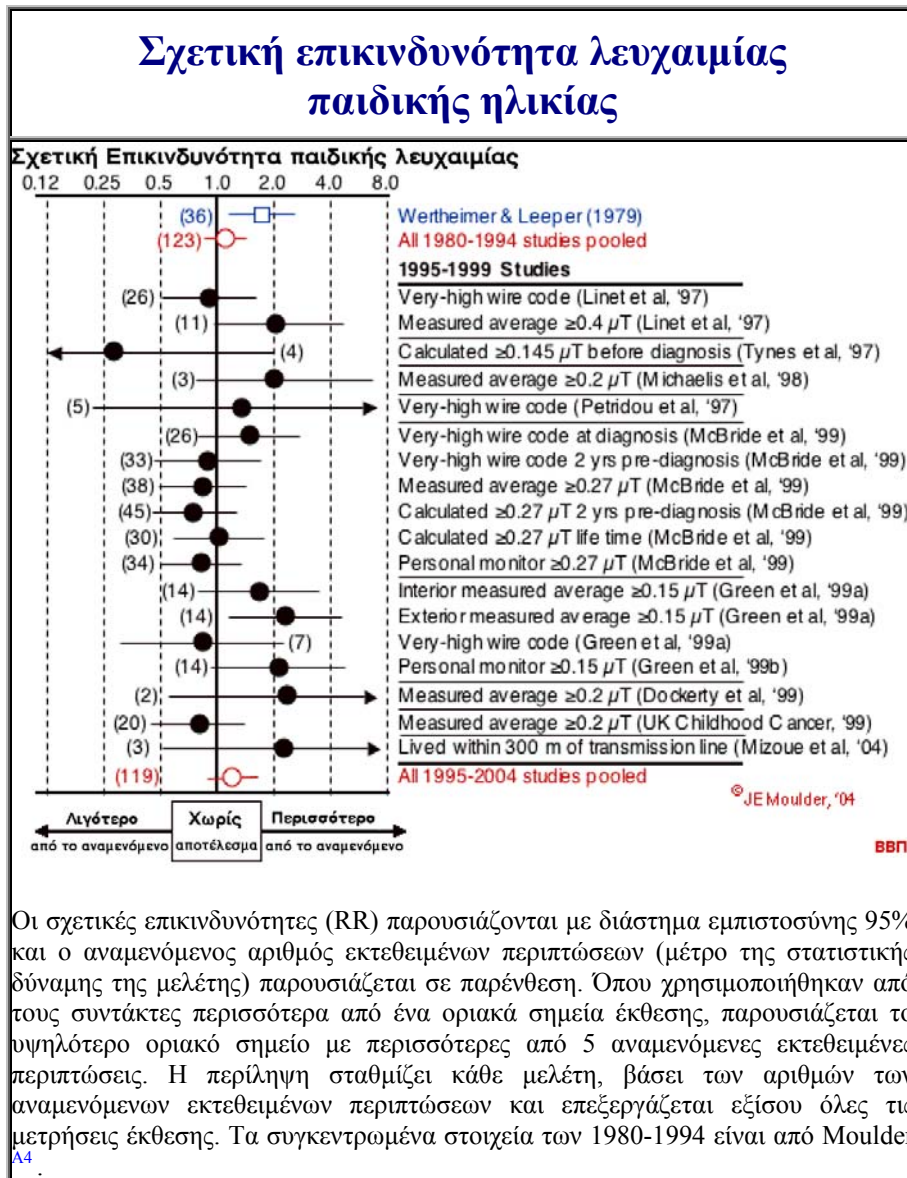 Σχετική επικινδυνότητα λευχαιμίας
παιδικής ηλικίας
Σχετική Επικινδυνότητα παιδικής λευχαιμίας
0.12 0.25 0.5 1.0 2.0 4.0 8.0
(36) Wertheimer & Leeper (1979)
(123) All 1980-1994 studies pooled
1995-1999 Studies
(26) Very-high wire code (Linet et al, '97)
(11) Measured average ≥0.4 µT (Linet et al, '97)
(4) Calculated ≥0.145 µT before diagnosis (Tynes et al, '97)
(3) Measured average ≥0.2 µT (Michaelis et al, '98)
(5) Very-high wire code (Petridou et al, '97)
(26) Very-high wire code at diagnosis (McBride et al, '99)
(33) Very-high wire code 2 yrs pre-diagnosis (McBride et al, '99)
(38) Measured average ≥0.27 µT (McBride et al, '99)
(45) Calculated ≥0.27 µT 2 yrs pre-diagnosis (McBride et al, '99)
(30) Calculated ≥0.27 µT life time (McBride et al, '99)
(34) Personal monitor ≥0.27 µT (McBride et al, '99)
(14) Interior measured average ≥0.15 µT (Green et al, '99a)
(14) Exterior measured average ≥0.15 µT (Green et al, '99a)
(7) Very-high wire code (Green et al, '99a)
(14) Personal monitor ≥0.15 µT (Green et al, '99b)
(2) Measured average ≥0.2 µT (Dockerty et al, '99)
(20) Measured average ≥0.2 µT (UK Childhood Cancer, '99)
(3) Lived within 300 m of transmission line (Mizoue et al, '04)
(119) All 1995-2004 studies pooled
© JE Moulder, '04
Λιγότερο Χωρίς Περισσότερο
από το αναμενόμενο αποτέλεσμα από το αναμενόμενο
ΒΒΠ
Οι σχετικές επικινδυνότητες (RR) παρουσιάζονται με διάστημα εμπιστοσύνης 95%
και ο αναμενόμενος αριθμός εκτεθειμένων περιπτώσεων (μέτρο της στατιστικής
δύναμης της μελέτης) παρουσιάζεται σε παρένθεση. Όπου χρησιμοποιήθηκαν από
τους συντάκτες περισσότερα από ένα οριακά σημεία έκθεσης, παρουσιάζεται το
υψηλότερο οριακό σημείο με περισσότερες από 5 αναμενόμενες εκτεθειμένες
περιπτώσεις. Η περίληψη σταθμίζει κάθε μελέτη, βάσει των αριθμών των
αναμενόμενων εκτεθειμένων περιπτώσεων και επεξεργάζεται εξίσου όλες τις
μετρήσεις έκθεσης. Τα συγκεντρωμένα στοιχεία των 1980-1994 είναι από Moulder
A4 .